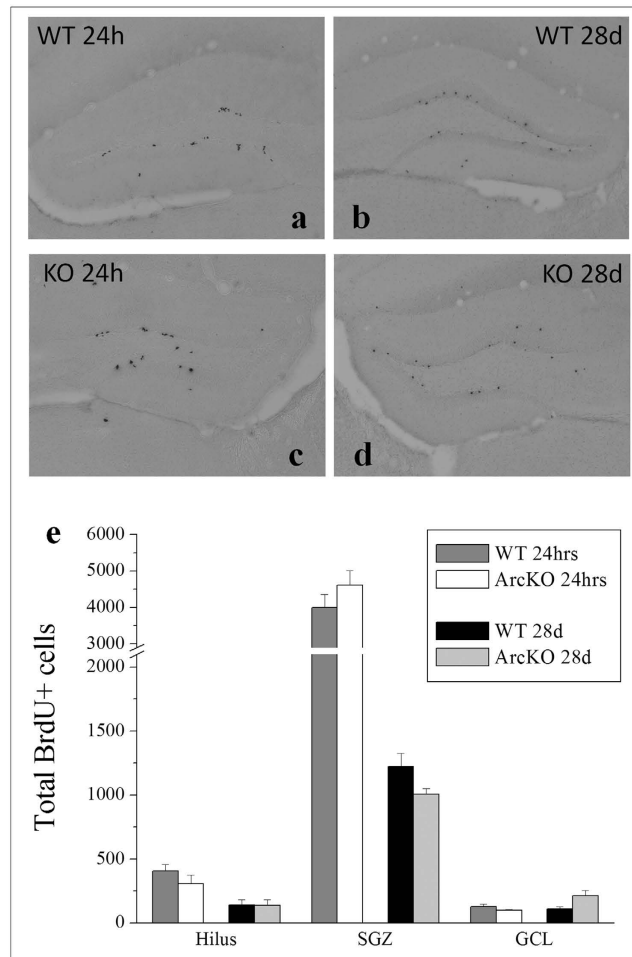 WT 24h
WT 28d
a
b
KO 24h
KO 28d
c
d
e
Total BrdU+ cells
6000
5000
4000
3000
2000
1500
1000
500
0
WT 24hrs
ArcKO 24hrs
WT 28d
ArcKO 28d
Hilus
SGZ
GCL